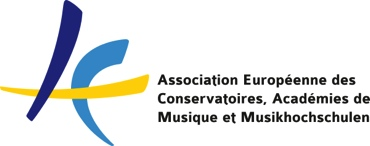 Association Européenne des
Conservatoires, Académies de
Musique et Musikhochschulen